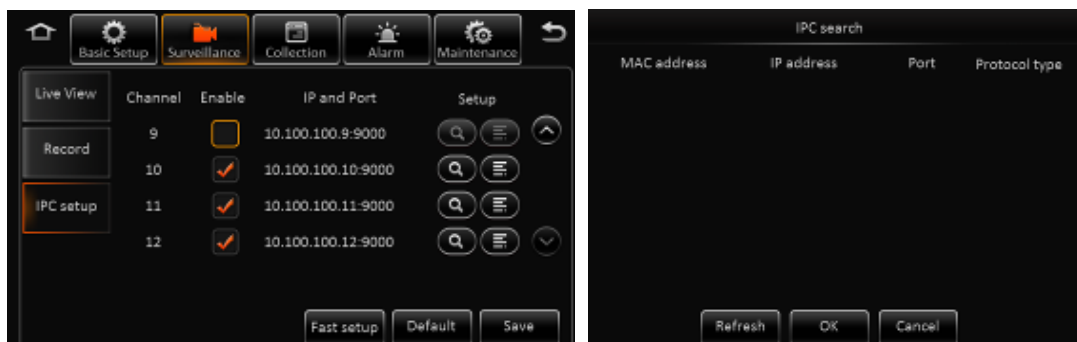 Basic Setup Surveillance Collection Alarm Maintenance
Live View
Record
IPC setup
Channel Enable IP and Port Setup
9 10.100.100.9:9000
10 10.100.100.10:9000
11 10.100.100.11:9000
12 10.100.100.12:9000
Fast setup Default Save
IPC search
MAC address IP address Port Protocol type
Refresh OK Cancel